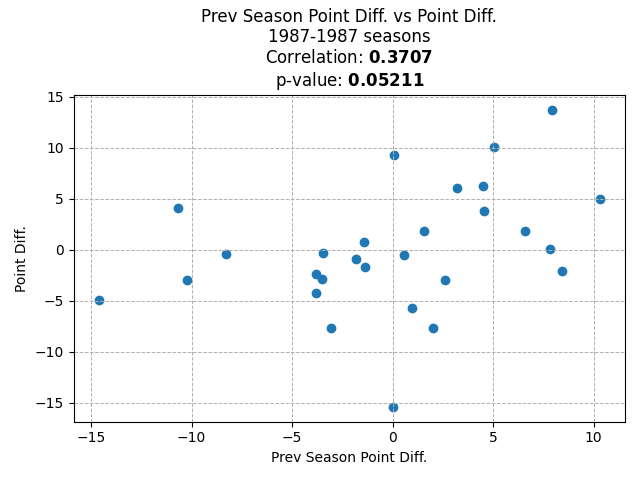 Prev Season Point Diff. vs Point Diff.
1987-1987 seasons
Correlation: 0.3707
p-value: 0.05211
15
10
5
0
−5
−10
−15
Point Diff.
−15
−10
−5
0
5
10
Prev Season Point Diff.